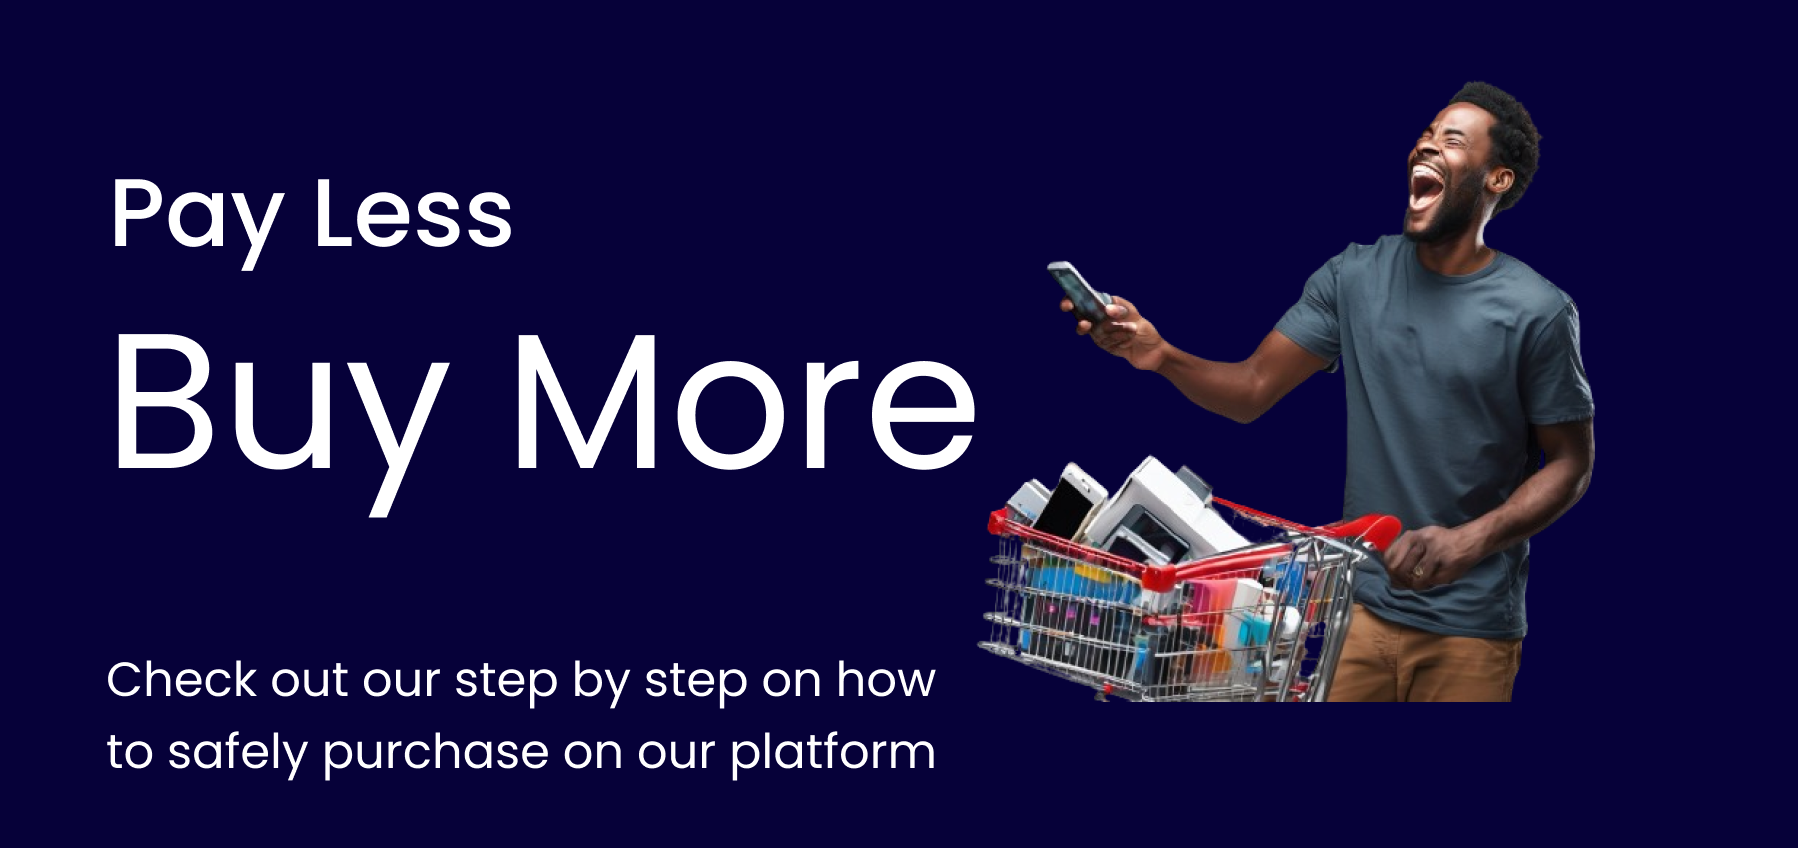 Pay Less
Buy More
Check out our step by step on how
to safely purchase on our platform